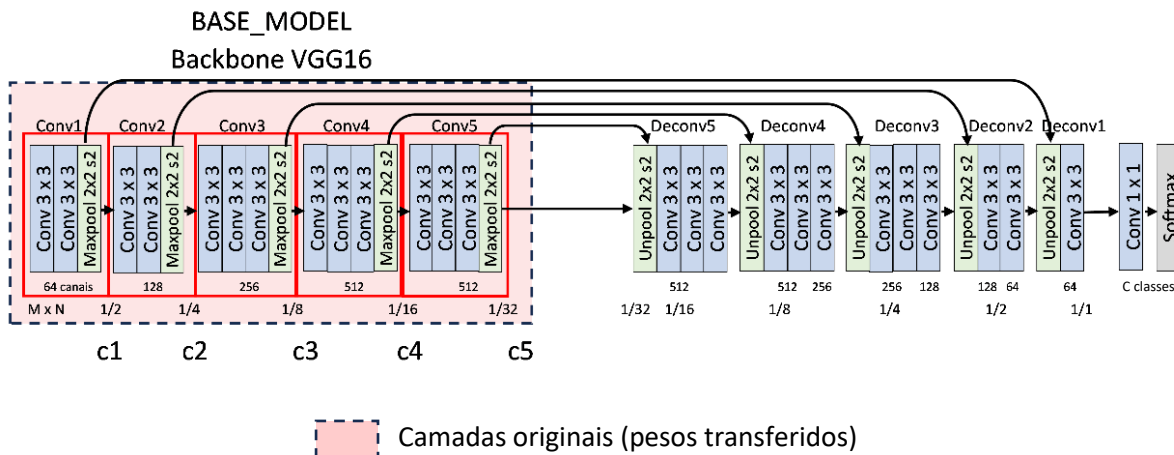 BASE_MODEL
Backbone VGG16
Conv1 Conv2 Conv3 Conv4 Conv5 Deconv5 Deconv4 Deconv3 Deconv2 Deconv1
Conv 3 x 3
Conv 3 x 3
Maxpool 2x2 s2
Conv 3 x 3
Conv 3 x 3
Maxpool 2x2 s2
Conv 3 x 3
Conv 3 x 3
Conv 3 x 3
Maxpool 2x2 s2
Conv 3 x 3
Conv 3 x 3
Conv 3 x 3
Maxpool 2x2 s2
Conv 3 x 3
Conv 3 x 3
Conv 3 x 3
Maxpool 2x2 s2
Unpool 2x2 s2
Conv 3 x 3
Conv 3 x 3
Conv 3 x 3
Unpool 2x2 s2
Conv 3 x 3
Conv 3 x 3
Conv 3 x 3
Unpool 2x2 s2
Conv 3 x 3
Conv 3 x 3
Conv 3 x 3
Unpool 2x2 s2
Conv 3 x 3
Conv 3 x 3
Unpool 2x2 s2
Conv 3 x 3
Conv 1 x 1
Softmax
64 canais 128 256 512 512 512 512 256 256 128 128 64 64 C classes
M x N 1/2 1/4 1/8 1/16 1/32 1/32 1/16 1/8 1/4 1/2 1/1
c1 c2 c3 c4 c5
Camadas originais (pesos transferidos)